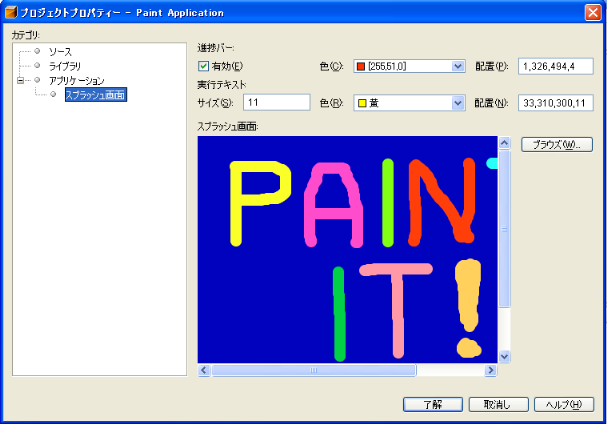 プロジェクトプロパティー - Paint Application
カテゴリ:
ソース
ライブラリ
アプリケーション
スプラッシュ画面
進捗バー:
有効(E) 色(C): [255,61,0] 配置(P): 1,326,494,4
実行テキスト
サイズ(S): 11 色(R): 黄 配置(N): 33,310,300,11
スプラッシュ画面:
ブラウズ(W)...
PAINT
IT!
了解 取消し ヘルプ(H)